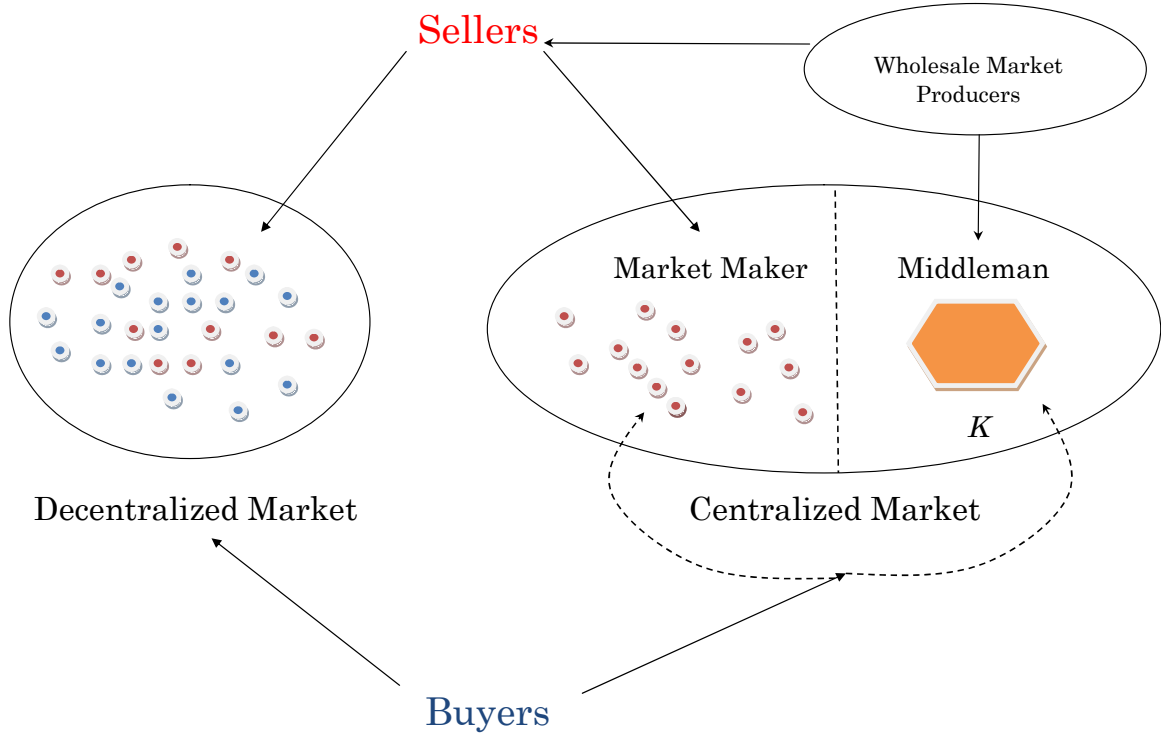 Sellers
Wholesale Market
Producers
Market Maker
Middleman
K
Decentralized Market
Centralized Market
Buyers